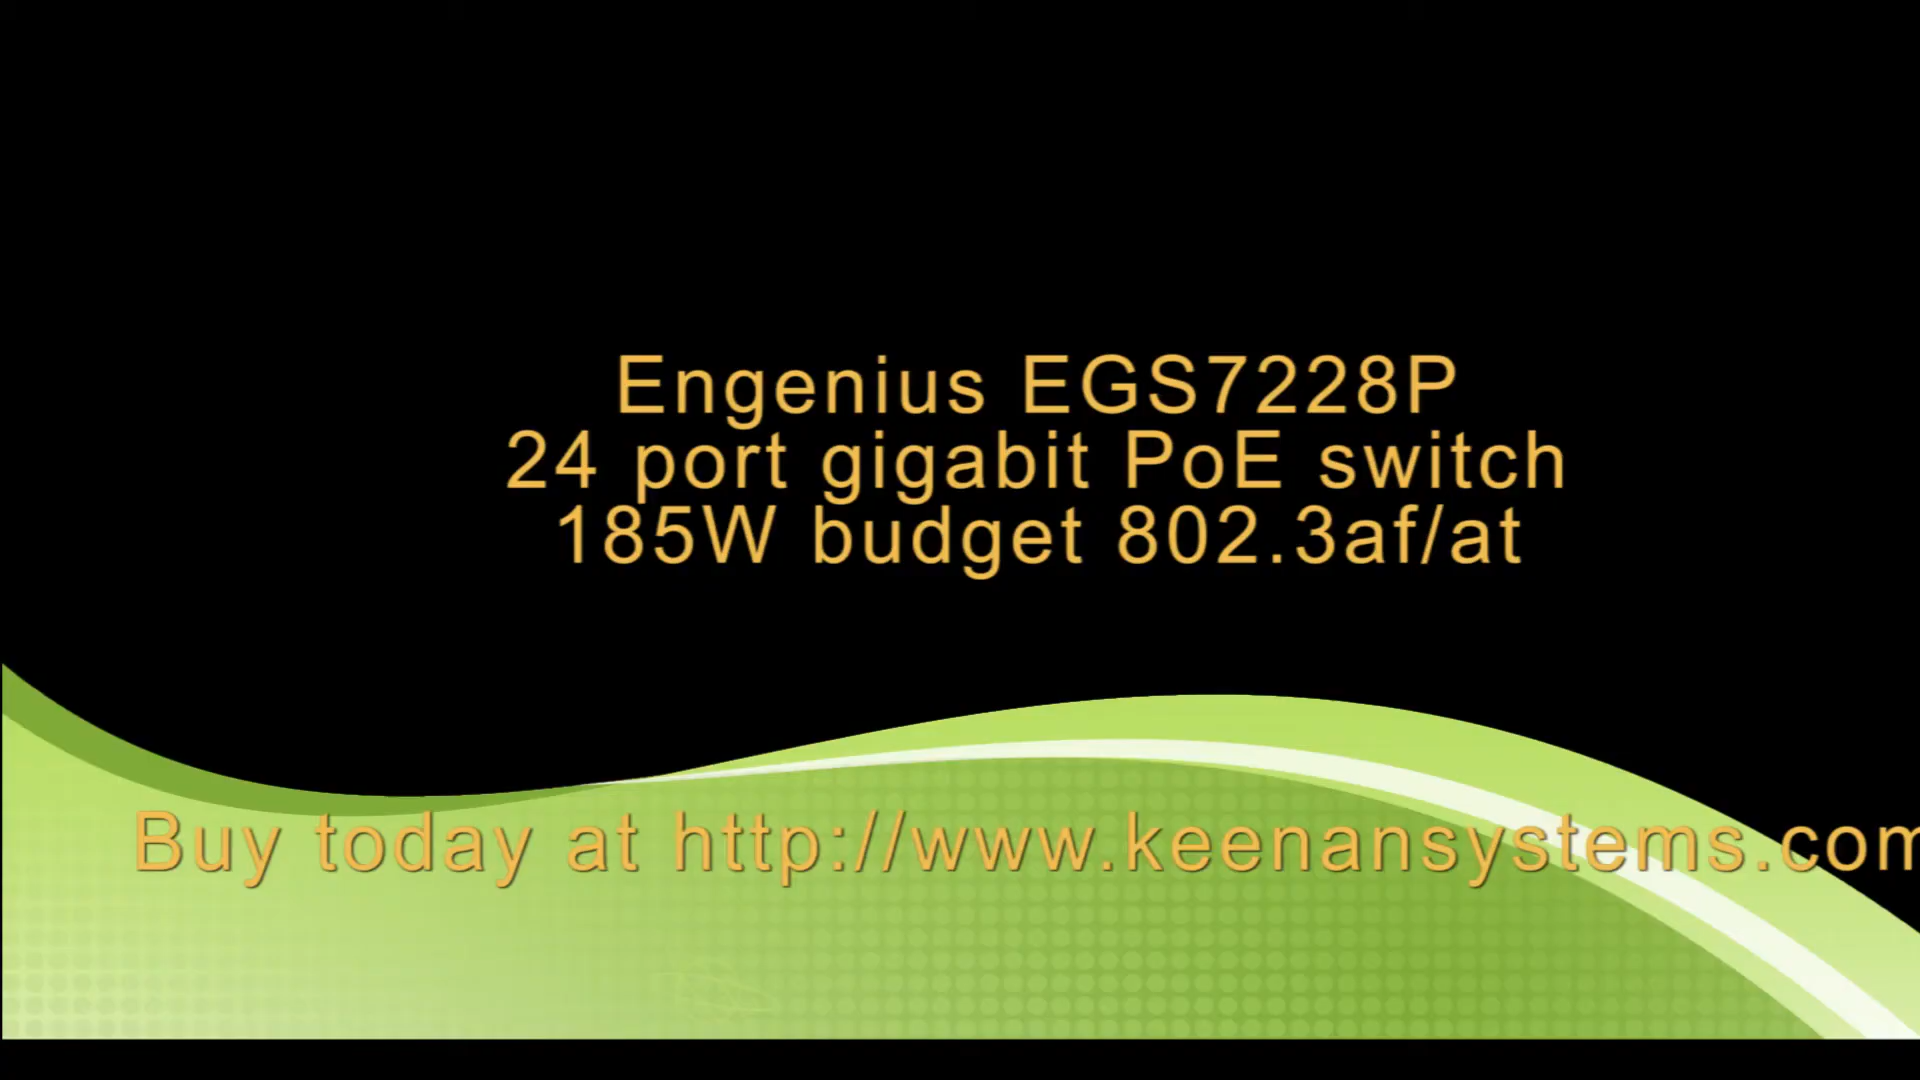 Engenius EGS7228P
24 port gigabit PoE switch
185W budget 802.3af/at
Buy today at http://www.keenansystems.com